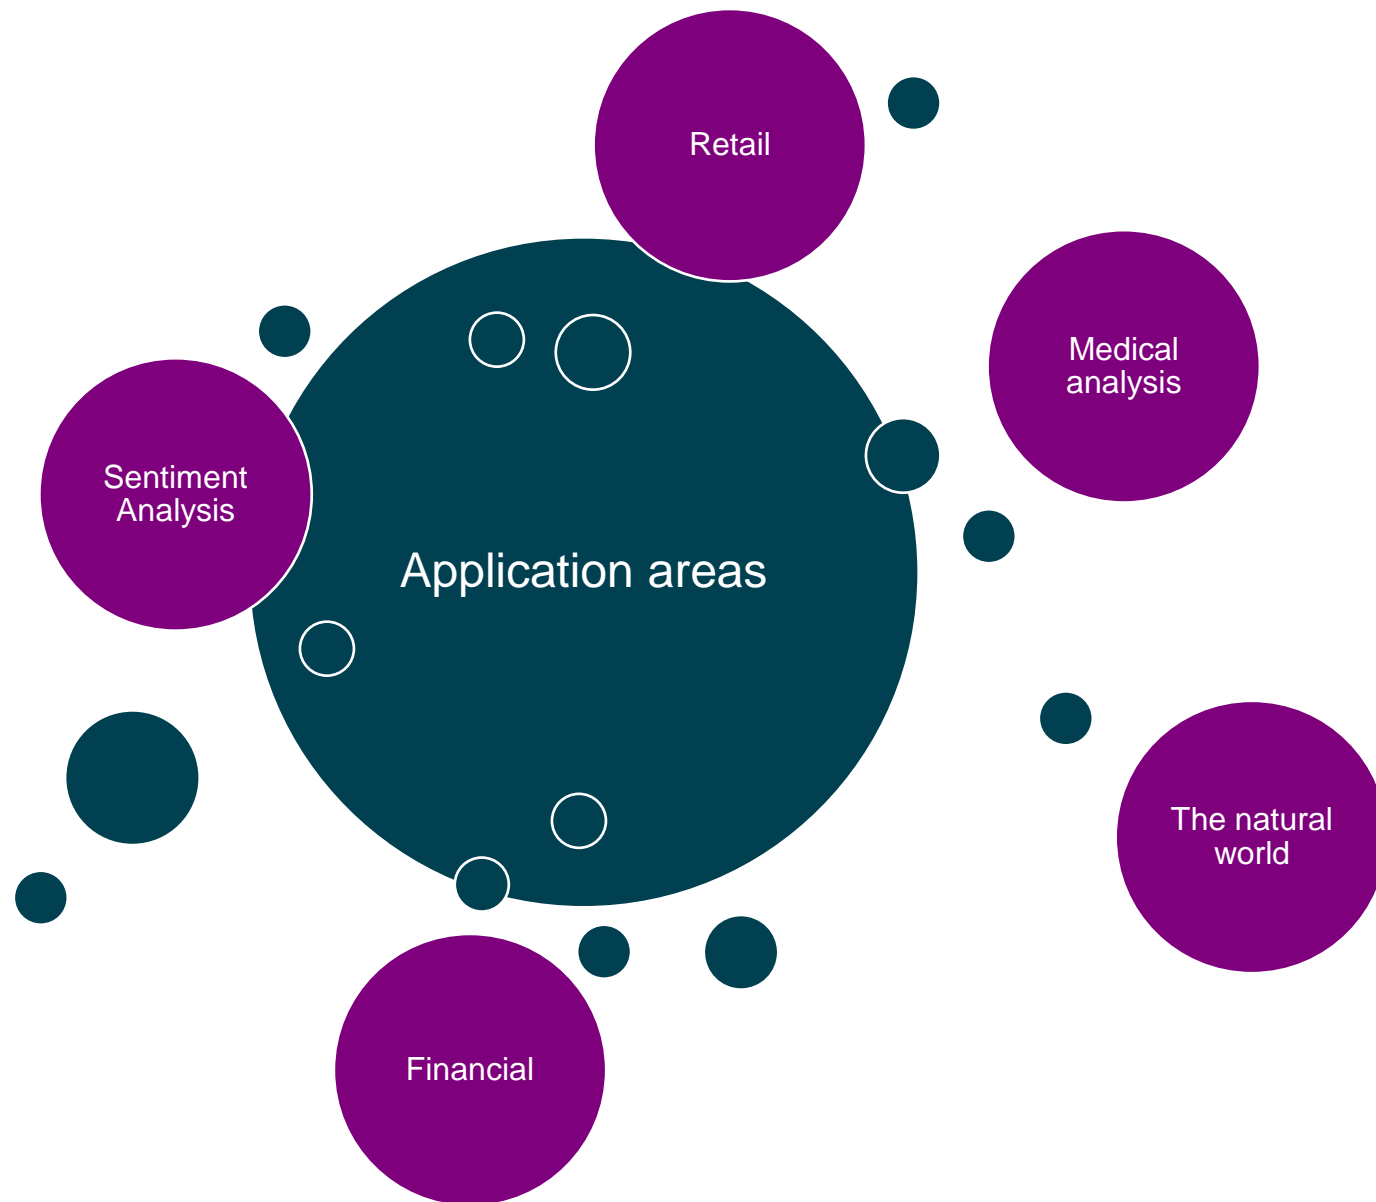 Retail
Medical
analysis
Sentiment
Analysis
Application areas
The natural
world
Financial